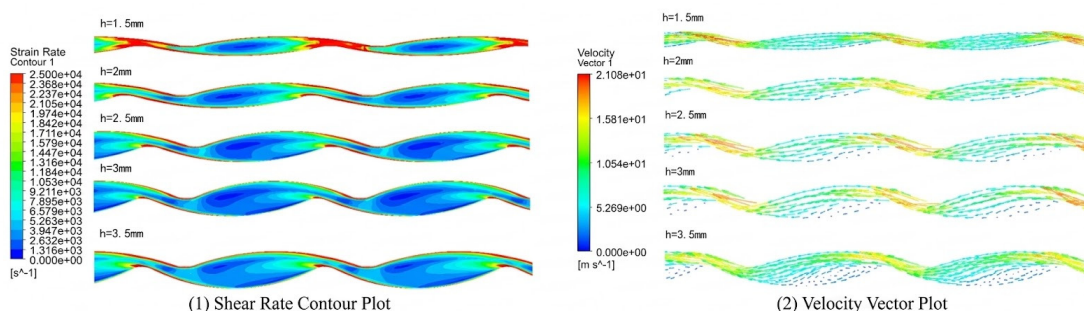 h=1.5mm
Strain Rate
Contour 1
2.500e+04
2.368e+04
2.237e+04
2.105e+04
1.974e+04
1.842e+04
1.711e+04
1.579e+04
1.447e+04
1.316e+04
1.184e+04
1.053e+04
9.211e+03
7.895e+03
6.579e+03
5.263e+03
3.947e+03
2.632e+03
1.316e+03
0.000e+00
[s^-1]
h=2mm
h=2.5mm
h=3mm
h=3.5mm
(1) Shear Rate Contour Plot
h=1.5mm
Velocity
Vector 1
2.108e+01
1.581e+01
1.054e+01
5.269e+00
0.000e+00
[m s^-1]
h=2mm
h=2.5mm
h=3mm
h=3.5mm
(2) Velocity Vector Plot